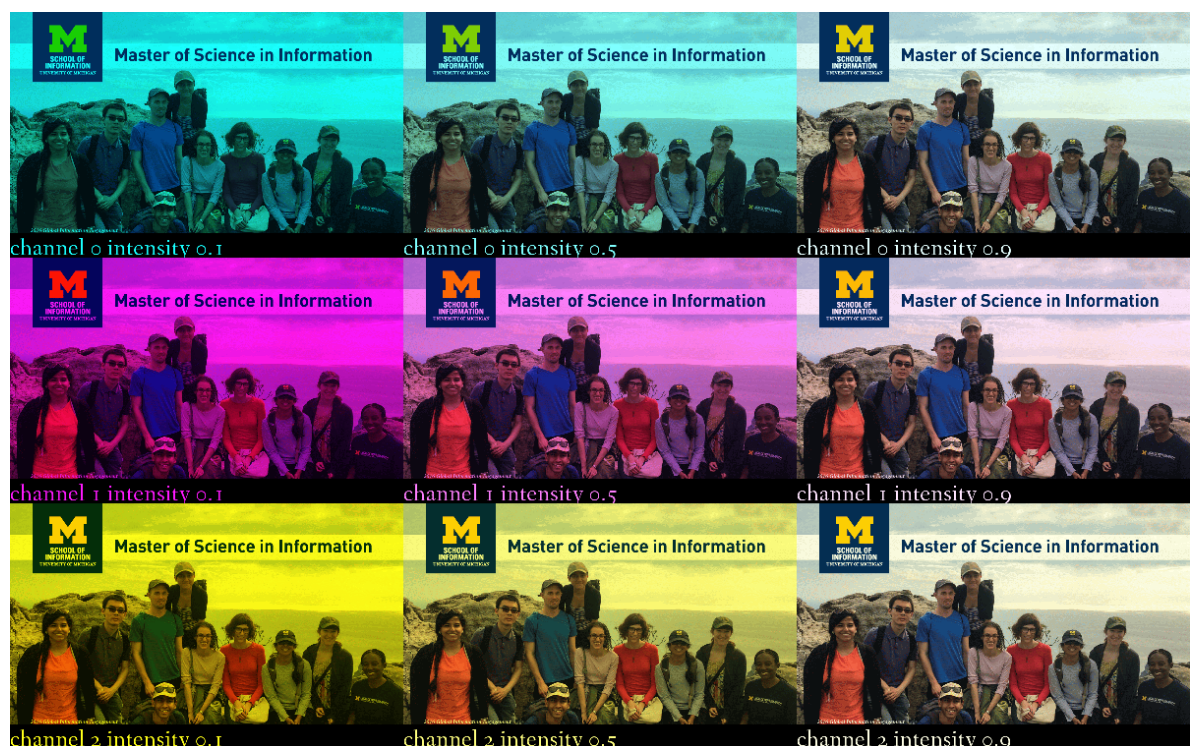 M
SCHOOL OF
INFORMATION
UNIVERSITY OF MICHIGAN
Master of Science in Information
channel 0 intensity 0.1
M
SCHOOL OF
INFORMATION
UNIVERSITY OF MICHIGAN
Master of Science in Information
channel 0 intensity 0.5
M
SCHOOL OF
INFORMATION
UNIVERSITY OF MICHIGAN
Master of Science in Information
channel 0 intensity 0.9
M
SCHOOL OF
INFORMATION
UNIVERSITY OF MICHIGAN
Master of Science in Information
channel 1 intensity 0.1
M
SCHOOL OF
INFORMATION
UNIVERSITY OF MICHIGAN
Master of Science in Information
channel 1 intensity 0.5
M
SCHOOL OF
INFORMATION
UNIVERSITY OF MICHIGAN
Master of Science in Information
channel 1 intensity 0.9
M
SCHOOL OF
INFORMATION
UNIVERSITY OF MICHIGAN
Master of Science in Information
channel 2 intensity 0.1
M
SCHOOL OF
INFORMATION
UNIVERSITY OF MICHIGAN
Master of Science in Information
channel 2 intensity 0.5
M
SCHOOL OF
INFORMATION
UNIVERSITY OF MICHIGAN
Master of Science in Information
channel 2 intensity 0.9